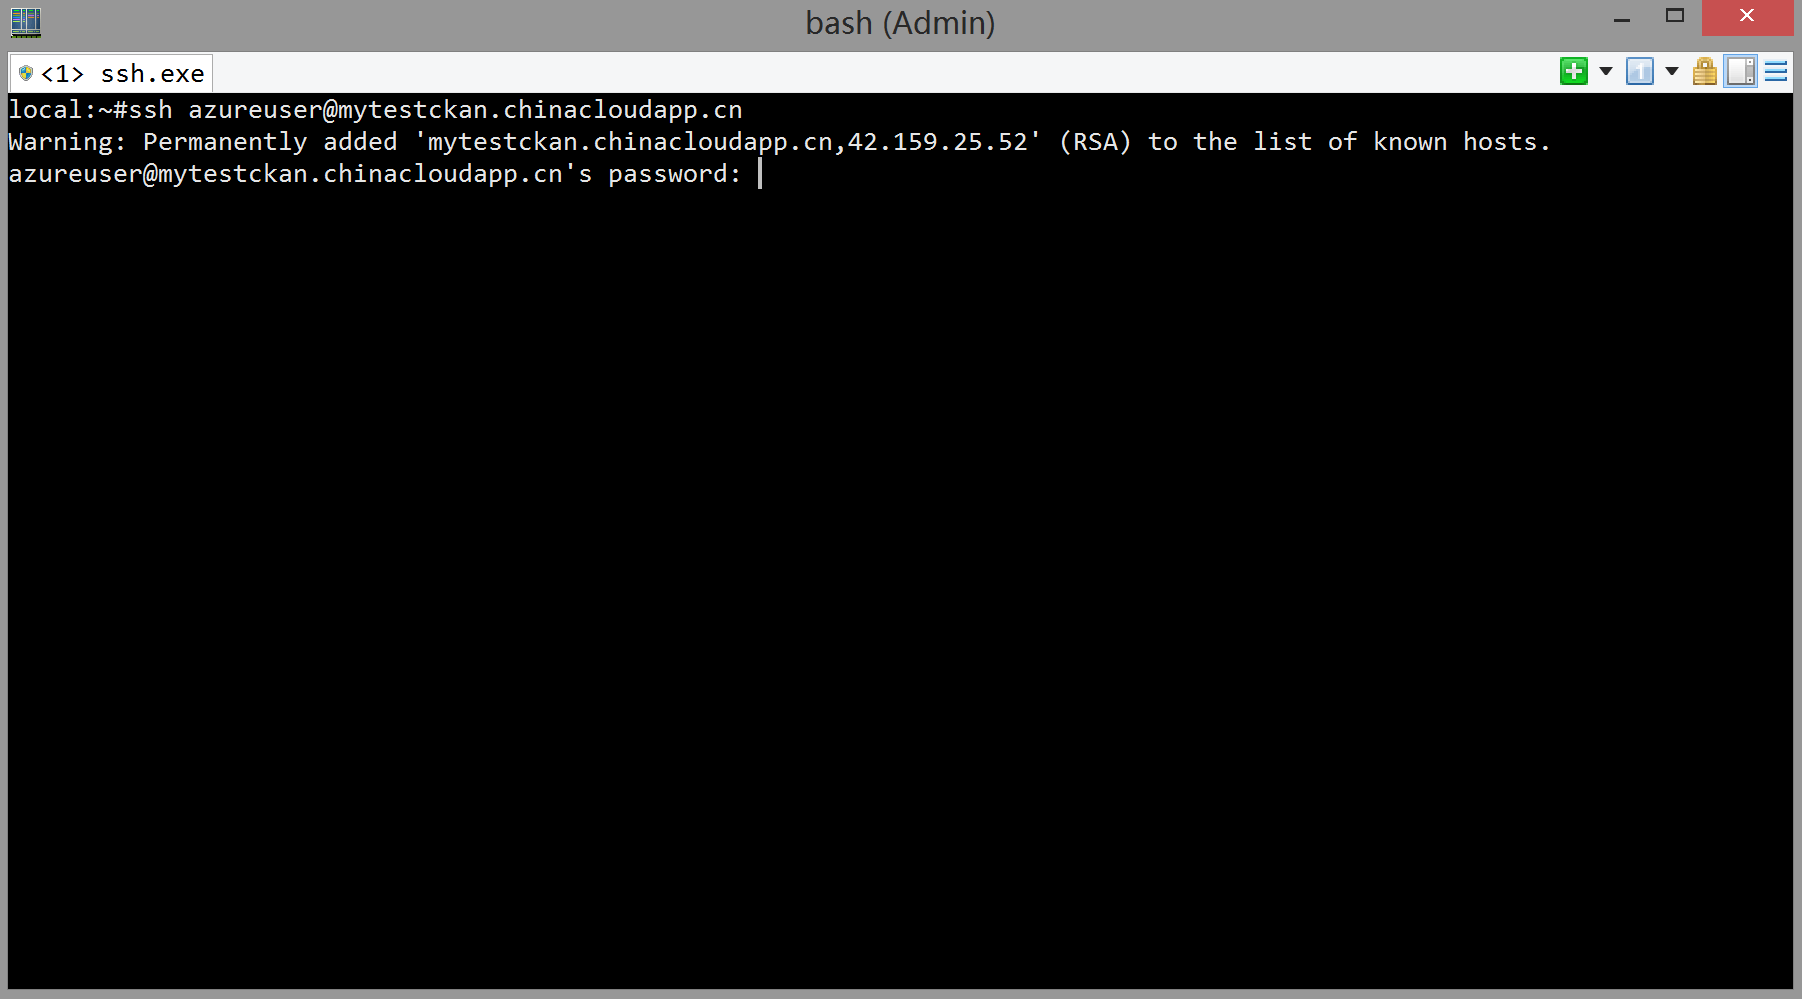 bash (Admin)
<1> ssh.exe
1
local:~#ssh azureuser@mytestckan.chinacloudapp.cn
Warning: Permanently added 'mytestckan.chinacloudapp.cn,42.159.25.52' (RSA) to the list of known hosts.
azureuser@mytestckan.chinacloudapp.cn's password: